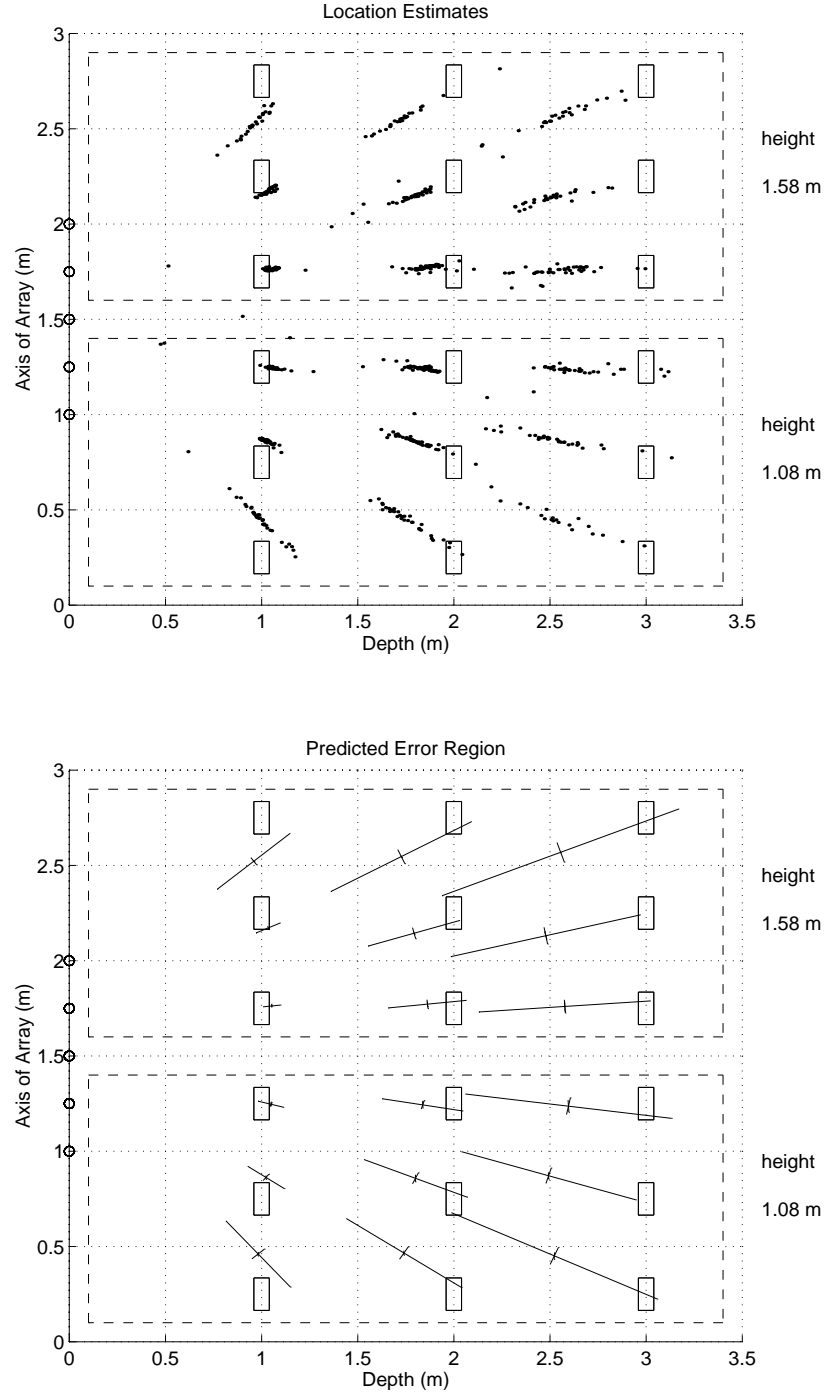 Location Estimates
3
2.5
2
1.5
1
0.5
0
0 0.5 1 1.5 2 2.5 3 3.5
Depth (m)
Axis of Array (m)
height
1.58 m
height
1.08 m
Predicted Error Region
3
2.5
2
1.5
1
0.5
0
0 0.5 1 1.5 2 2.5 3 3.5
Depth (m)
Axis of Array (m)
height
1.58 m
height
1.08 m